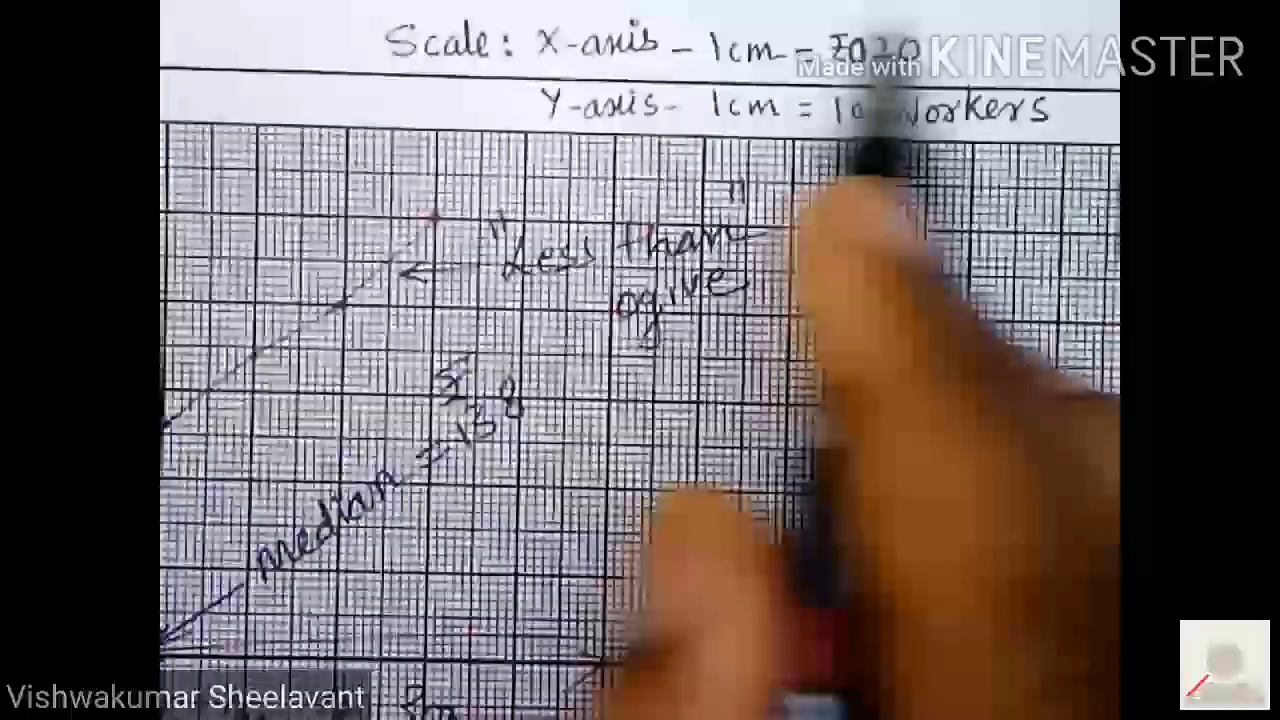 Scale: X-axis - 1cm =
Made with KINEMASTER
Y-axis- 1cm = 10 workers
"Less than"
ogive
median = 138
Vishwakumar Sheelavant